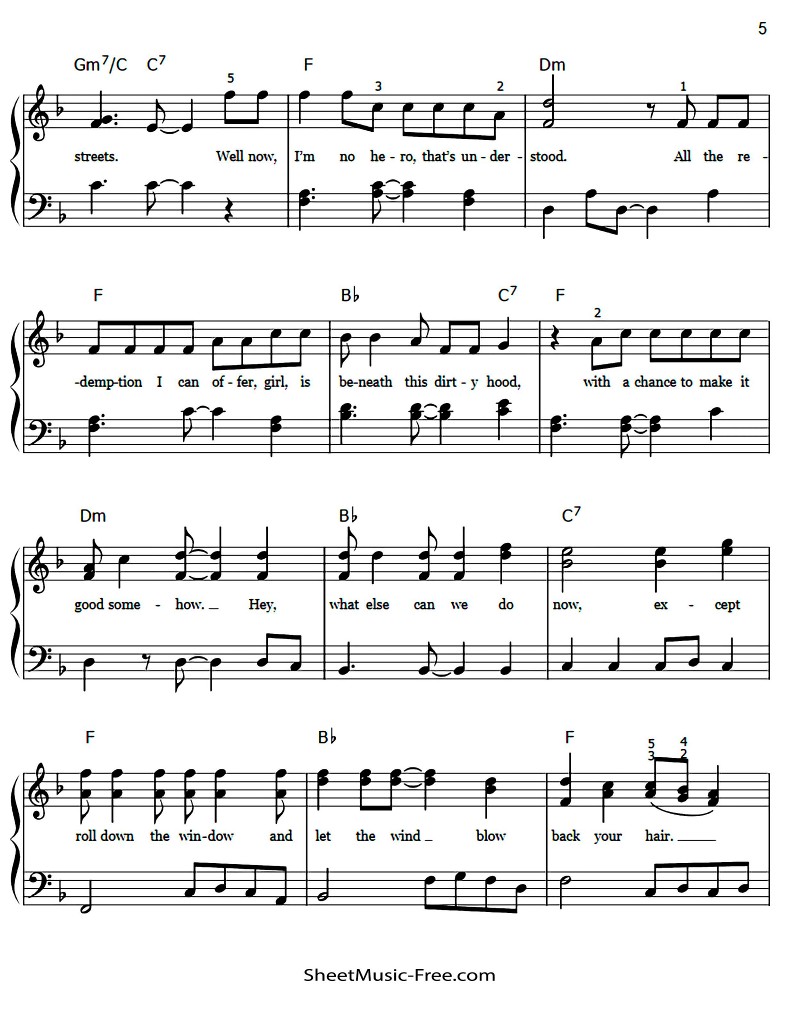 5
Gm7/C C7 F Dm
5 3 2 1
streets. Well now, I'm no he - ro, that's un - der - stood. All the re -
F B♭ C7 F
2
-demp-tion I can of - fer, girl, is be-neath this dirt - y hood, with a chance to make it
Dm B♭ C7
good some - how. _ Hey, what else can we do now, ex - cept
F B♭ F
5 4
3 2
roll down the win-dow and let the wind _ blow back your hair. _____
SheetMusic-Free.com